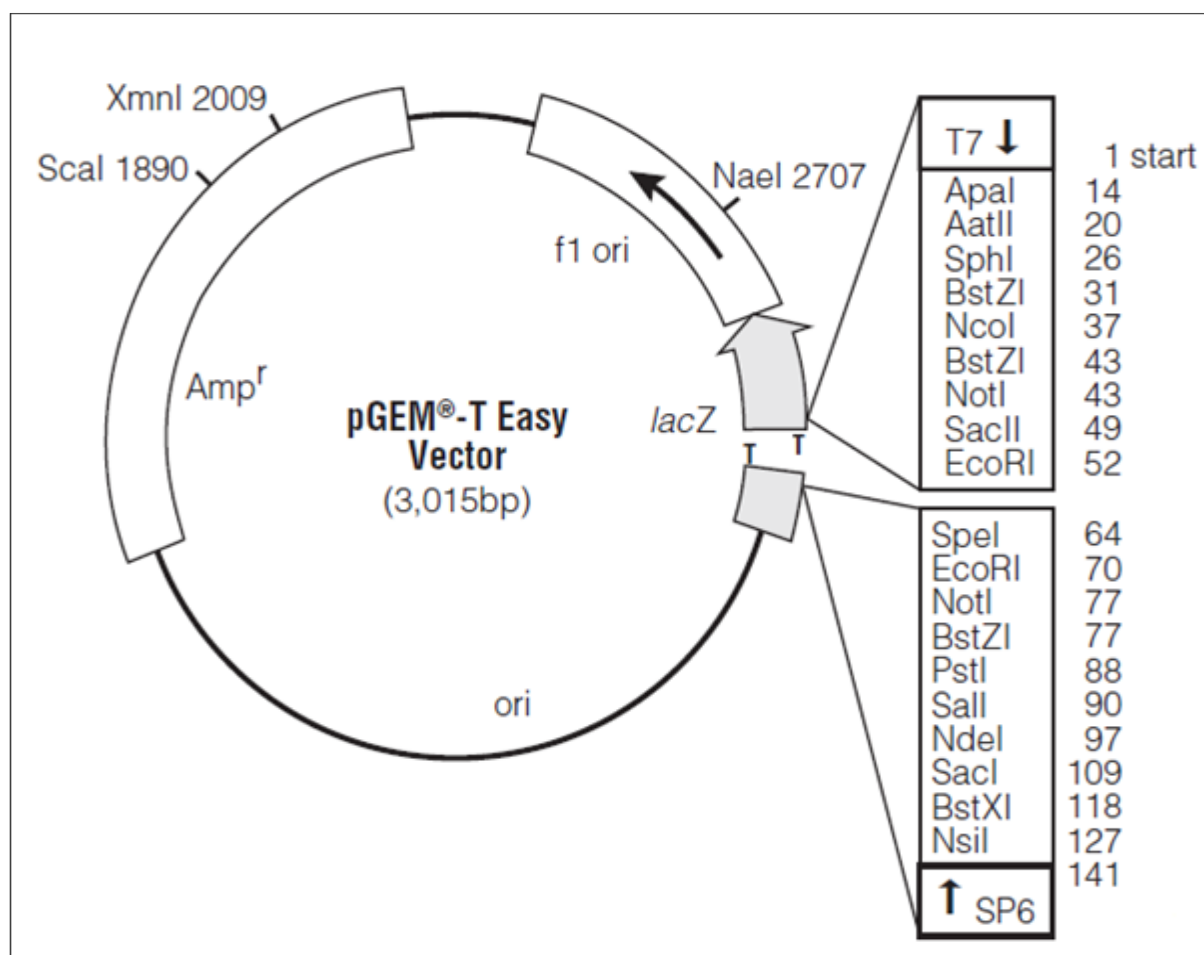 XmnI 2009
ScaI 1890
NaeI 2707
f1 ori
Ampr
pGEM®-T Easy
Vector
(3,015bp)
lacZ
T T
ori
T7 ↓
1 start
ApaI 14
AatII 20
SphI 26
BstZI 31
NcoI 37
BstZI 43
NotI 43
SacII 49
EcoRI 52
SpeI 64
EcoRI 70
NotI 77
BstZI 77
PstI 88
SalI 90
NdeI 97
SacI 109
BstXI 118
NsiI 127
141
↑ SP6